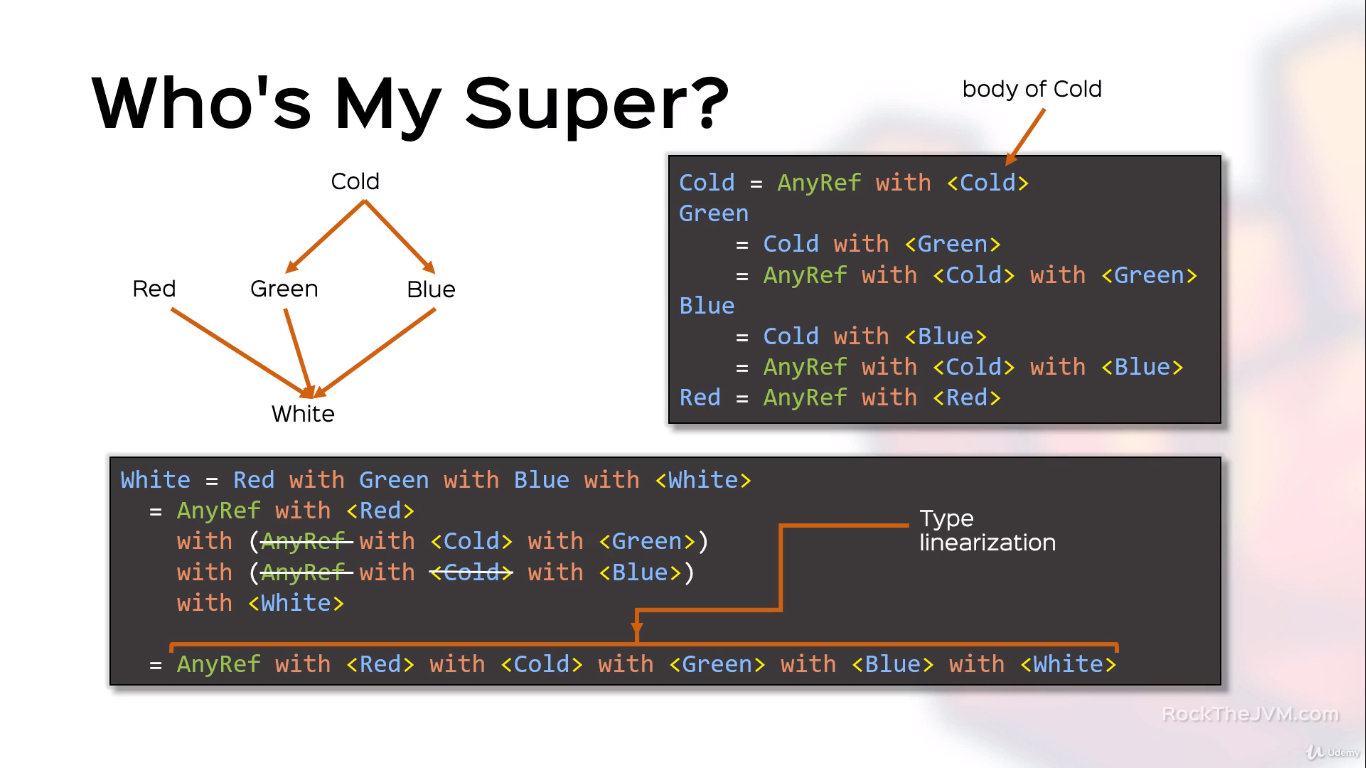 Who's My Super?
body of Cold
Cold
Red Green Blue
White
Cold = AnyRef with <Cold>
Green
= Cold with <Green>
= AnyRef with <Cold> with <Green>
Blue
= Cold with <Blue>
= AnyRef with <Cold> with <Blue>
Red = AnyRef with <Red>
White = Red with Green with Blue with <White>
= AnyRef with <Red>
with (AnyRef with <Cold> with <Green>)
with (AnyRef with <Cold> with <Blue>)
with <White>
= AnyRef with <Red> with <Cold> with <Green> with <Blue> with <White>
Type
linearization
RockTheJVM.com
Udemy